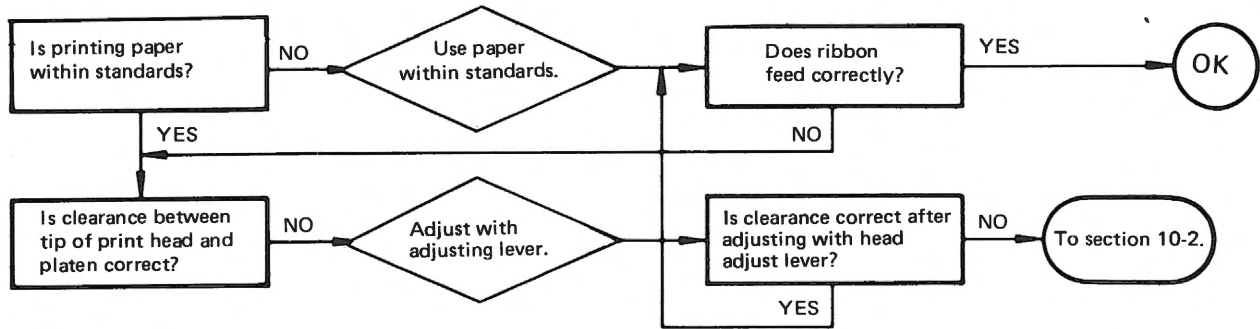 Is printing paper
within standards?
NO
Use paper
within standards.
Does ribbon
feed correctly?
YES
OK
YES
NO
Is clearance between
tip of print head and
platen correct?
NO
Adjust with
adjusting lever.
Is clearance correct after
adjusting with head
adjust lever?
NO
To section 10-2.
YES